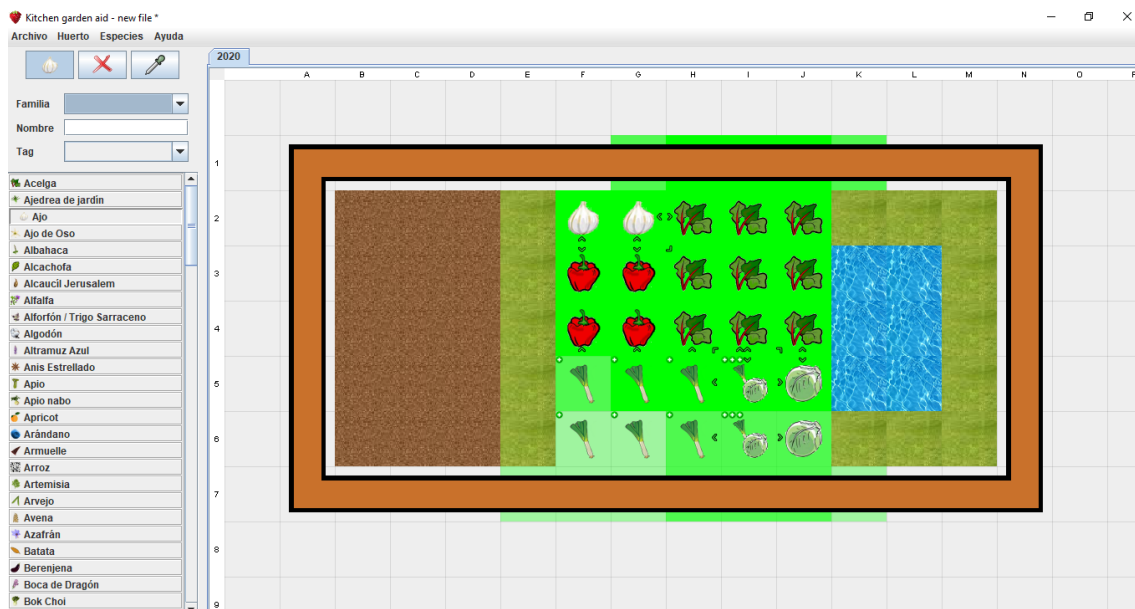 Kitchen garden aid - new file *
Archivo Huerto Especies Ayuda
2020
A B C D E F G H I J K L M N O P
Familia
Nombre
Tag
Acelga
Ajedrea de jardin
Ajo
Ajo de Oso
Albahaca
Alcachofa
Alcaucil Jerusalem
Alfalfa
Alforfón / Trigo Sarraceno
Algodón
Altramuz Azul
Anis Estrellado
Apio
Apio nabo
Apricot
Arándano
Armuelle
Arroz
Artemisia
Arvejo
Avena
Azafrán
Batata
Berenjena
Boca de Dragón
Bok Choi
1
2
3
4
5
6
7
8
9